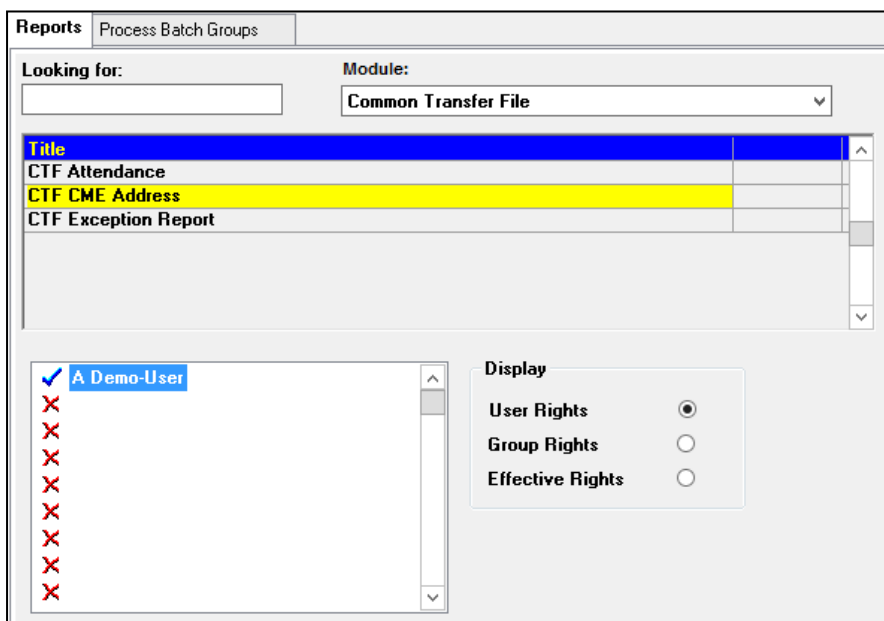 Reports Process Batch Groups
Looking for: Module:
Common Transfer File
Title
CTF Attendance
CTF CME Address
CTF Exception Report
A Demo-User
Display
User Rights
Group Rights
Effective Rights